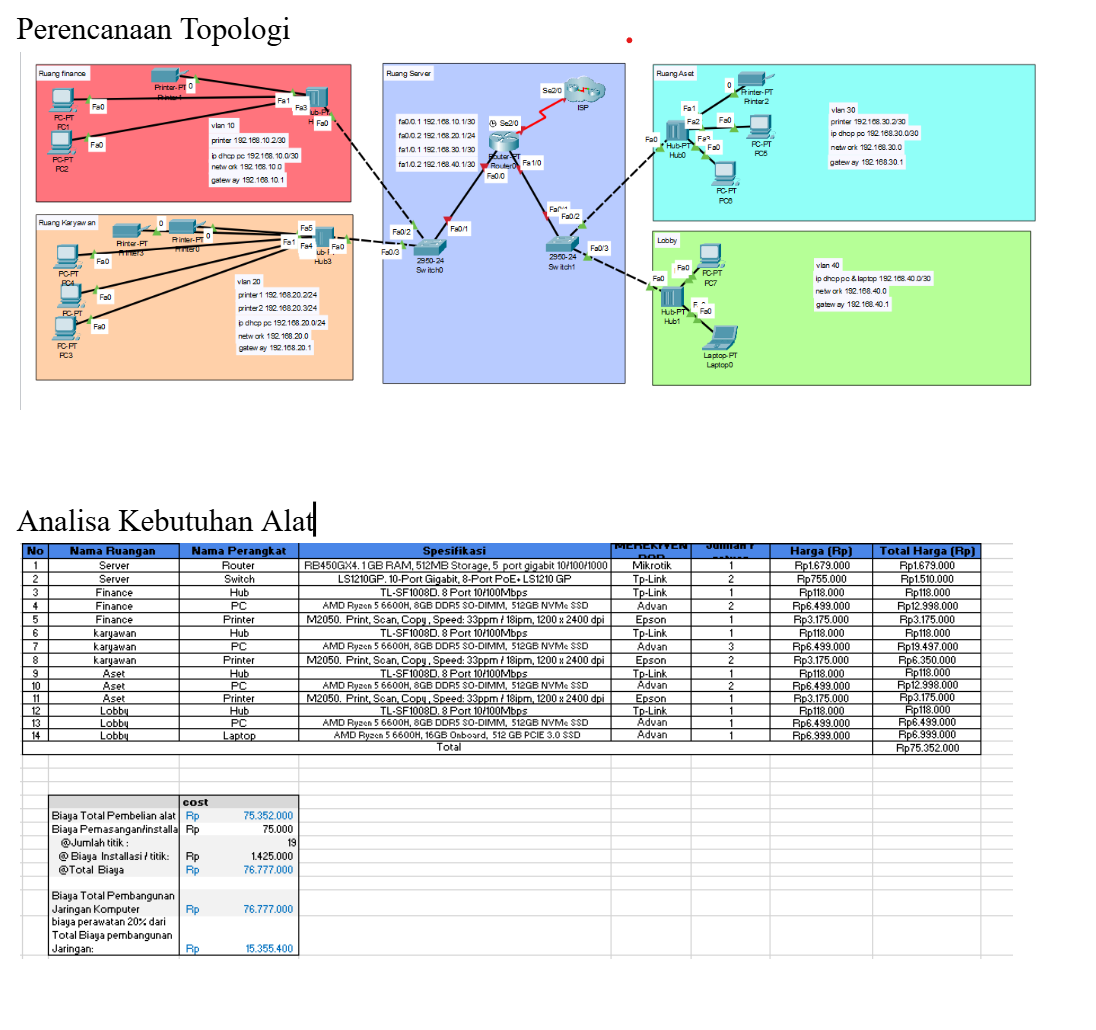 Perencanaan Topologi
Ruang finance
Printer-PT
0
Fa0
PC-PT
PC1
Fa0
PC-PT
PC2
Fa1
Fa3
Fa0
vlan 10
printer 192.168.10.2/30
ip dhcp pc 192.168.10.0/30
network 192.168.10.0
gateway 192.168.10.1
Ruang Karyawan
0
Printer-PT
Printer3
Printer-PT
Printer0
0
Fa5
Fa1
Fa4
Fa0
Hub3
PC-PT
PC4
Fa0
PC-PT
Fa0
PC-PT
PC3
Fa0
vlan 20
printer1 192.168.20.2/24
printer2 192.168.20.3/24
ip dhcp pc 192.168.20.0/24
network 192.168.20.0
gateway 192.168.20.1
Ruang Server
Se2/0
ISP
fa0/0.1 192.168.10.1/30
fa0/0.2 192.168.20.1/24
fa1/0.1 192.168.30.1/30
fa1/0.2 192.168.40.1/30
Se2/0
Router-PT
Router0
Fa0/0
Fa1/0
Fa0/2
Fa0/1
Fa0/3
2950-24
Switch0
Fa0/1
Fa0/2
Fa0/3
2950-24
Switch1
Ruang Aset
0
Printer-PT
Printer2
Fa1
Fa2
Fa0
Fa0
Fa3
Fa0
Hub-PT
Hub0
PC-PT
PC5
PC-PT
PC6
vlan 30
printer 192.168.30.2/30
ip dhcp pc 192.168.30.0/30
network 192.168.30.0
gateway 192.168.30.1
Lobby
Fa0
Fa0
PC-PT
PC7
Hub-PT
Hub1
Fa0
Laptop-PT
Laptop0
vlan 40
ip dhcp pc & laptop 192.168.40.0/30
network 192.168.40.0
gateway 192.168.40.1
Analisa Kebutuhan Alat
No Nama Ruangan Nama Perangkat Spesifikasi Harga (Rp) Total Harga (Rp)
1 Server Router RB450GX4. 1GB RAM, 512MB Storage, 5 port gigabit 10/100/1000 Mikrotik 1 Rp1.679.000 Rp1.679.000
2 Server Switch LS1210GP. 10-Port Gigabit, 8-Port PoE+ LS1210 GP Tp-Link 2 Rp755.000 Rp1.510.000
3 Finance Hub TL-SF1008D. 8 Port 10/100Mbps Tp-Link 1 Rp118.000 Rp118.000
4 Finance PC AMD Ryzen 5 6600H, 8GB DDR5 SO-DIMM, 512GB NVMe SSD Advan 2 Rp6.499.000 Rp12.998.000
5 Finance Printer M2050. Print, Scan, Copy , Speed: 33ppm / 18ipm, 1200 x 2400 dpi Epson 1 Rp3.175.000 Rp3.175.000
6 karyawan Hub TL-SF1008D. 8 Port 10/100Mbps Tp-Link 1 Rp118.000 Rp118.000
7 karyawan PC AMD Ryzen 5 6600H, 8GB DDR5 SO-DIMM, 512GB NVMe SSD Advan 3 Rp6.499.000 Rp19.497.000
8 karyawan Printer M2050. Print, Scan, Copy , Speed: 33ppm / 18ipm, 1200 x 2400 dpi Epson 2 Rp3.175.000 Rp6.350.000
9 Aset Hub TL-SF1008D. 8 Port 10/100Mbps Tp-Link 1 Rp118.000 Rp118.000
10 Aset PC AMD Ryzen 5 6600H, 8GB DDR5 SO-DIMM, 512GB NVMe SSD Advan 2 Rp6.499.000 Rp12.998.000
11 Aset Printer M2050. Print, Scan, Copy , Speed: 33ppm / 18ipm, 1200 x 2400 dpi Epson 1 Rp3.175.000 Rp3.175.000
12 Lobby Hub TL-SF1008D. 8 Port 10/100Mbps Tp-Link 1 Rp118.000 Rp118.000
13 Lobby PC AMD Ryzen 5 6600H, 8GB DDR5 SO-DIMM, 512GB NVMe SSD Advan 1 Rp6.499.000 Rp6.499.000
14 Lobby Laptop AMD Ryzen 5 6600H, 16GB Onboard, 512 GB PCIE 3.0 SSD Advan 1 Rp6.999.000 Rp6.999.000
Total Rp75.352.000
cost
Biaya Total Pembelian alat Rp 75.352.000
Biaya Pemasangan/installa Rp 75.000
@Jumlah titik : 19
@ Biaya Installasi / titik: Rp 1.425.000
@Total Biaya Rp 76.777.000
Biaya Total Pembangunan
Jaringan Komputer Rp 76.777.000
biaya perawatan 20% dari
Total Biaya pembangunan
Jaringan: Rp 15.355.400